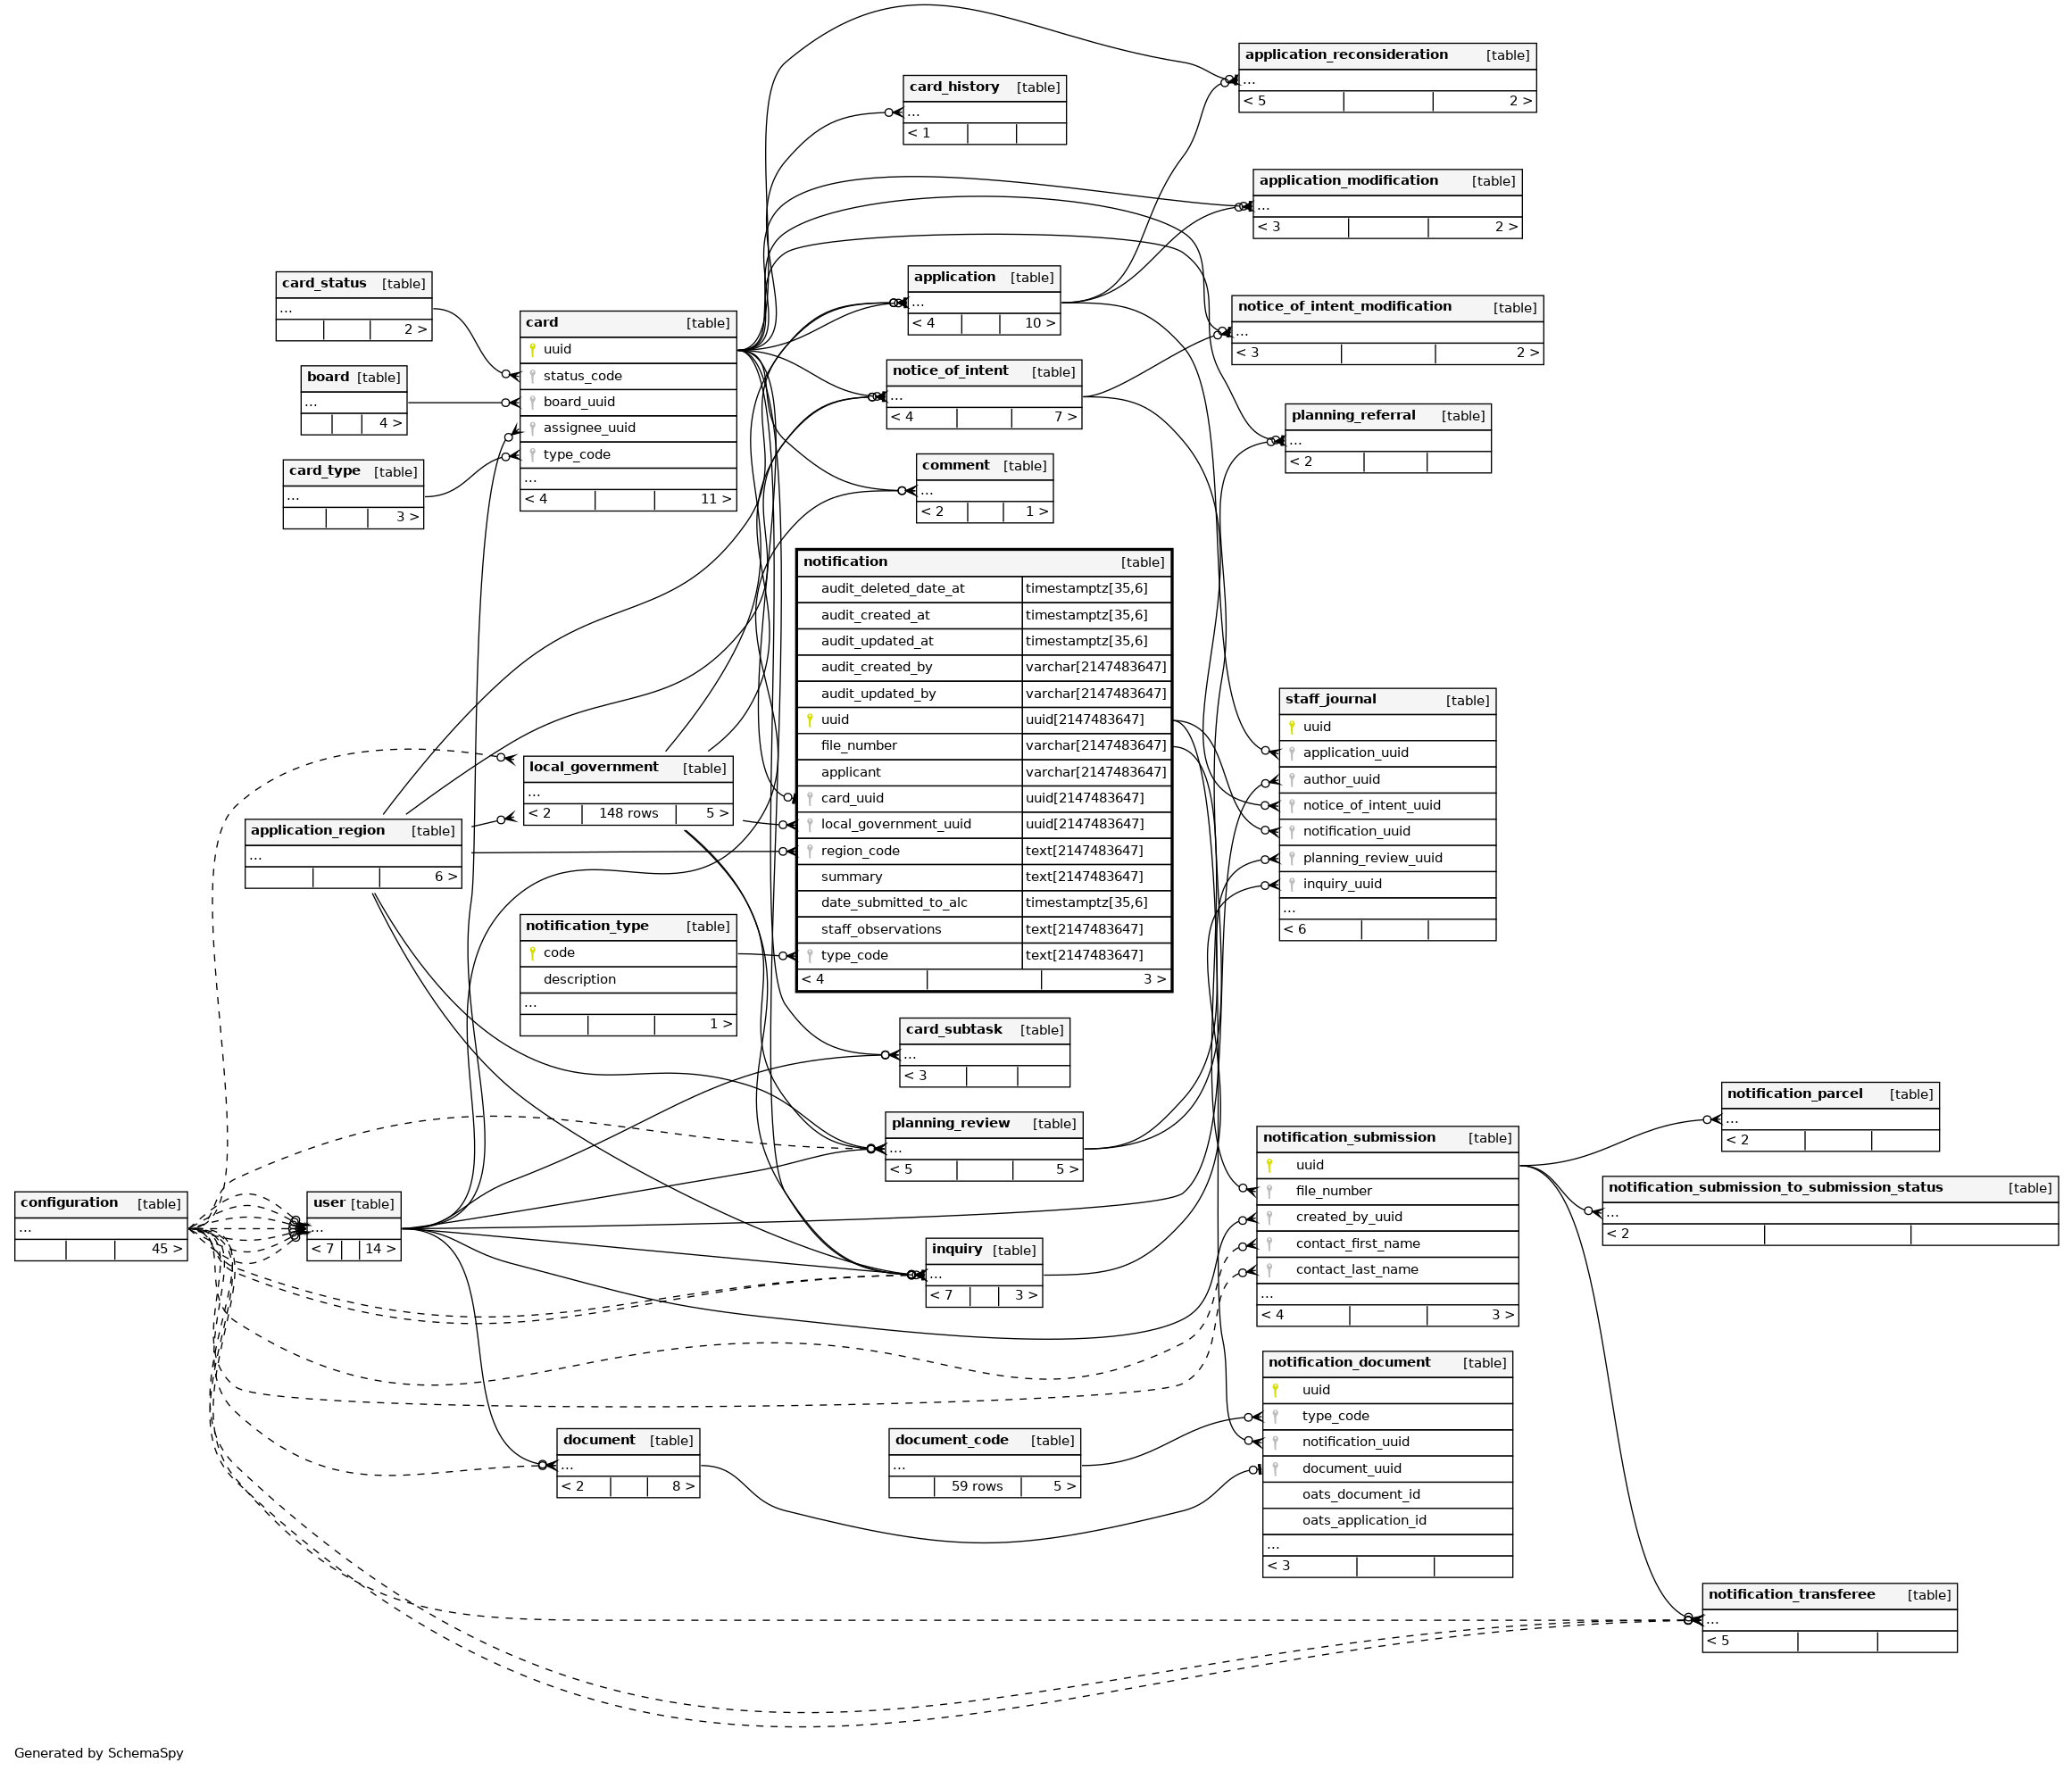 application_reconsideration [table]
...
< 5 2 >
card_history [table]
...
< 1
application_modification [table]
...
< 3 2 >
application [table]
...
< 4 10 >
card_status [table]
...
2 >
notice_of_intent_modification [table]
...
< 3 2 >
card [table]
uuid
status_code
board_uuid
assignee_uuid
type_code
...
< 4 11 >
board [table]
...
4 >
notice_of_intent [table]
...
< 4 7 >
planning_referral [table]
...
< 2
card_type [table]
...
3 >
comment [table]
...
< 2 1 >
notification [table]
audit_deleted_date_at timestamptz[35,6]
audit_created_at timestamptz[35,6]
audit_updated_at timestamptz[35,6]
audit_created_by varchar[2147483647]
audit_updated_by varchar[2147483647]
uuid uuid[2147483647]
file_number varchar[2147483647]
applicant varchar[2147483647]
card_uuid uuid[2147483647]
local_government_uuid uuid[2147483647]
region_code text[2147483647]
summary text[2147483647]
date_submitted_to_alc timestamptz[35,6]
staff_observations text[2147483647]
type_code text[2147483647]
< 4 3 >
staff_journal [table]
uuid
application_uuid
author_uuid
notice_of_intent_uuid
notification_uuid
planning_review_uuid
inquiry_uuid
...
< 6
local_government [table]
...
< 2 148 rows 5 >
application_region [table]
...
6 >
notification_type [table]
code
description
...
1 >
card_subtask [table]
...
< 3
planning_review [table]
...
< 5 5 >
notification_submission [table]
uuid
file_number
created_by_uuid
contact_first_name
contact_last_name
...
< 4 3 >
notification_parcel [table]
...
< 2
notification_submission_to_submission_status [table]
...
< 2
configuration [table]
...
45 >
user [table]
...
< 7 14 >
inquiry [table]
...
< 7 3 >
notification_document [table]
uuid
type_code
notification_uuid
document_uuid
oats_document_id
oats_application_id
...
< 3
document [table]
...
< 2 8 >
document_code [table]
...
59 rows 5 >
notification_transferee [table]
...
< 5
Generated by SchemaSpy